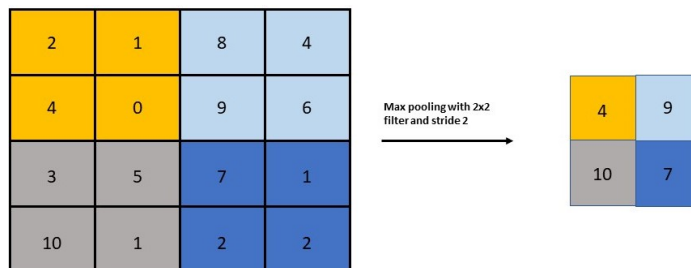 2 1 8 4
4 0 9 6
Max pooling with 2x2
filter and stride 2
4 9
3 5 7 1
10 7
10 1 2 2